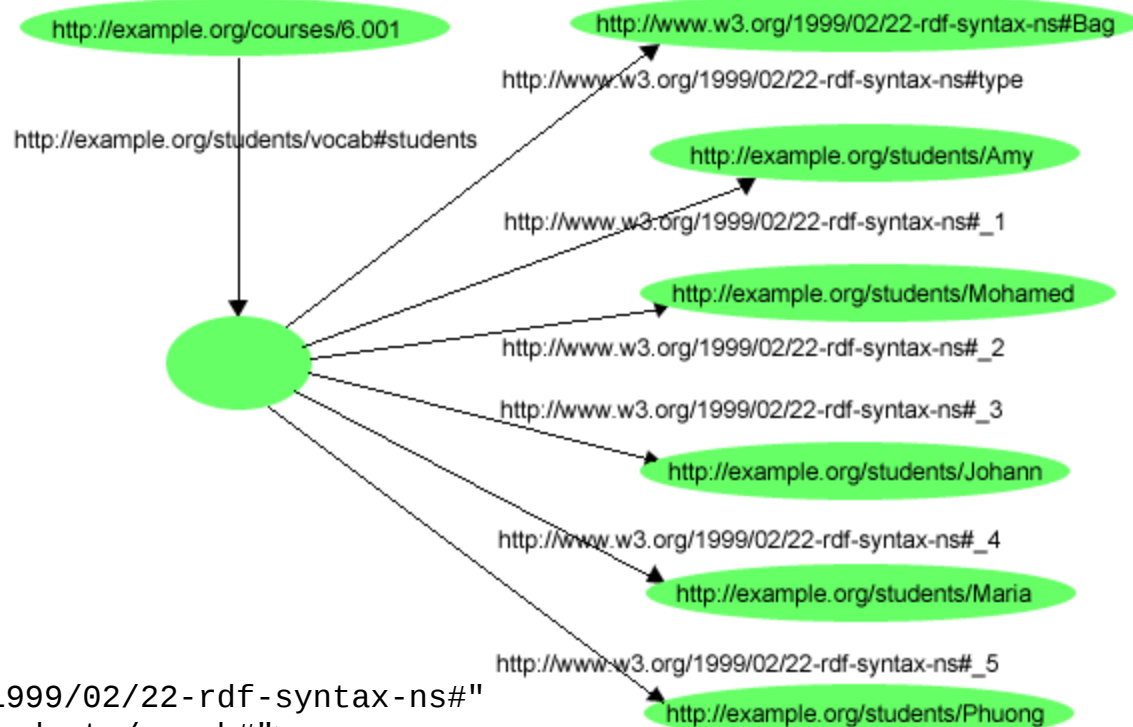 http://example.org/courses/6.001
http://www.w3.org/1999/02/22-rdf-syntax-ns#Bag
http://www.w3.org/1999/02/22-rdf-syntax-ns#type
http://example.org/students/vocab#students
http://example.org/students/Amy
http://www.w3.org/1999/02/22-rdf-syntax-ns#_1
http://example.org/students/Mohamed
http://www.w3.org/1999/02/22-rdf-syntax-ns#_2
http://www.w3.org/1999/02/22-rdf-syntax-ns#_3
http://example.org/students/Johann
http://www.w3.org/1999/02/22-rdf-syntax-ns#_4
http://example.org/students/Maria
http://www.w3.org/1999/02/22-rdf-syntax-ns#_5
1999/02/22-rdf-syntax-ns#"
http://example.org/students/Phuong